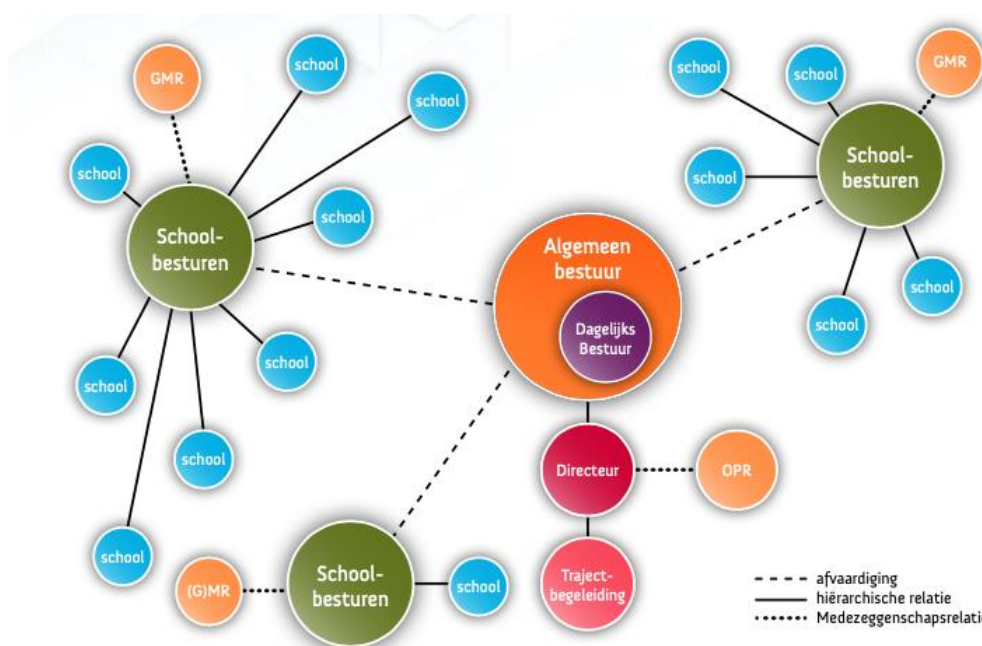 GMR
school
school
school
school
School-
besturen
school
school
school
school
school
school
school
school
GMR
School-
besturen
school
school
Algemeen
bestuur
Dagelijks
Bestuur
Directeur
OPR
Traject-
begeleiding
(G)MR
School-
besturen
school
afvaardiging
hiërarchische relatie
Medezeggenschapsrelatie